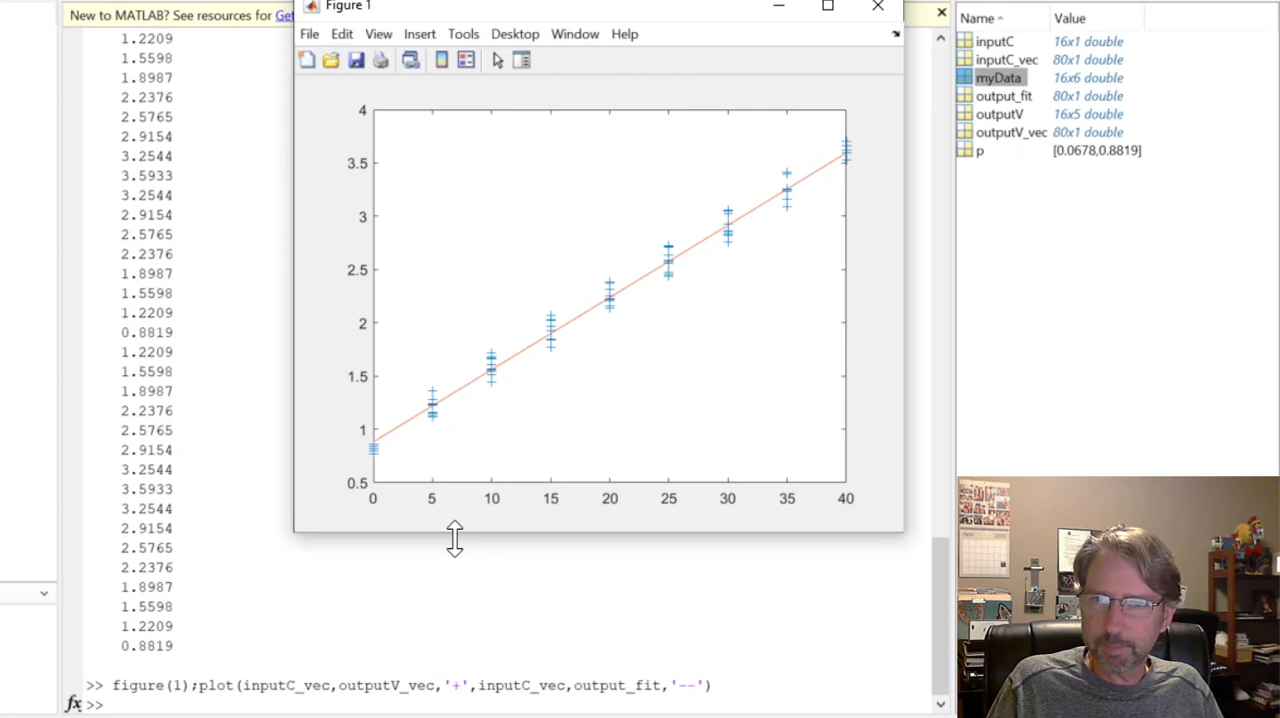 New to MATLAB? See resources for Get
1.2209
1.5598
1.8987
2.2376
2.5765
2.9154
3.2544
3.5933
3.2544
2.9154
2.5765
2.2376
1.8987
1.5598
1.2209
0.8819
1.2209
1.5598
1.8987
2.2376
2.5765
2.9154
3.2544
3.5933
3.2544
2.9154
2.5765
2.2376
1.8987
1.5598
1.2209
0.8819
>> figure(1);plot(inputC_vec,outputV_vec,'+',inputC_vec,output_fit,'--')
fx >>
Figure 1
File Edit View Insert Tools Desktop Window Help
4
3.5
3
2.5
2
1.5
1
0.5
0 5 10 15 20 25 30 35 40
Name Value
inputC 16x1 double
inputC_vec 80x1 double
myData 16x6 double
output_fit 80x1 double
outputV 16x5 double
outputV_vec 80x1 double
p [0.0678,0.8819]